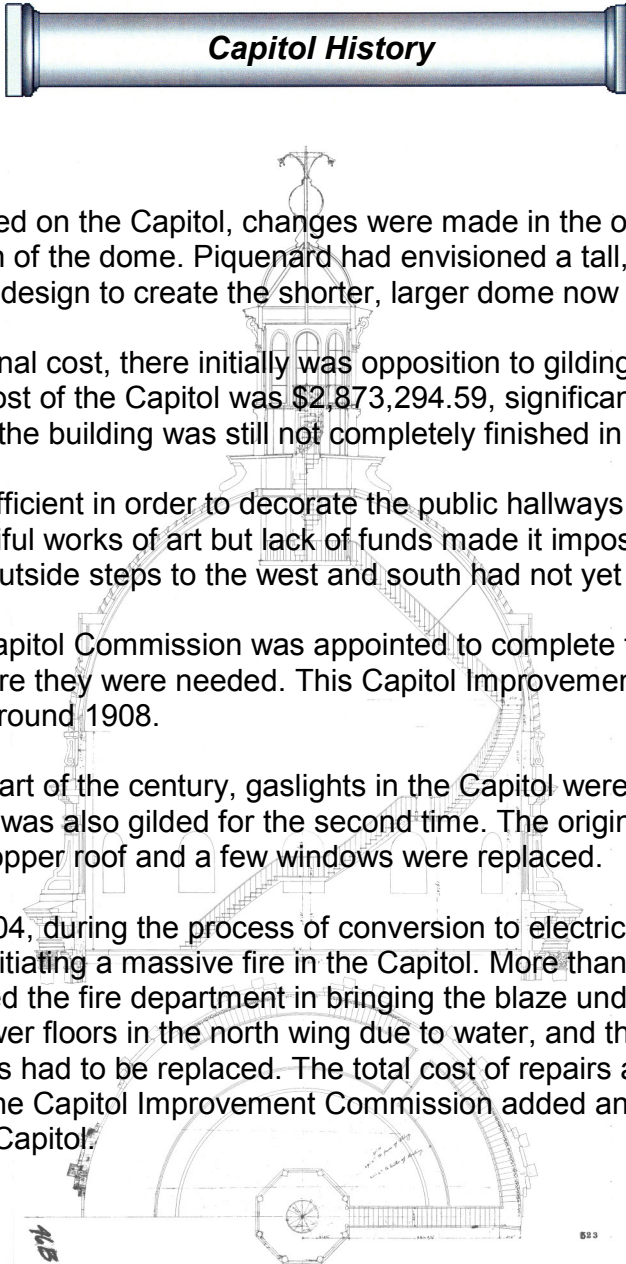 Capitol History
ed on the Capitol, changes were made in the o
n of the dome. Piquenard had envisioned a tall,
design to create the shorter, larger dome now
nal cost, there initially was opposition to gilding
ost of the Capitol was $2,873,294.59, significan
the building was still not completely finished in
fficient in order to decorate the public hallways
iful works of art but lack of funds made it impos
utside steps to the west and south had not yet
apitol Commission was appointed to complete
re they were needed. This Capitol Improvemen
round 1908.
art of the century, gaslights in the Capitol were
was also gilded for the second time. The origin
opper roof and a few windows were replaced.
04, during the process of conversion to electric
itiating a massive fire in the Capitol. More than
ed the fire department in bringing the blaze und
wer floors in the north wing due to water, and th
s had to be replaced. The total cost of repairs a
he Capitol Improvement Commission added an
Capitol.
16B
523